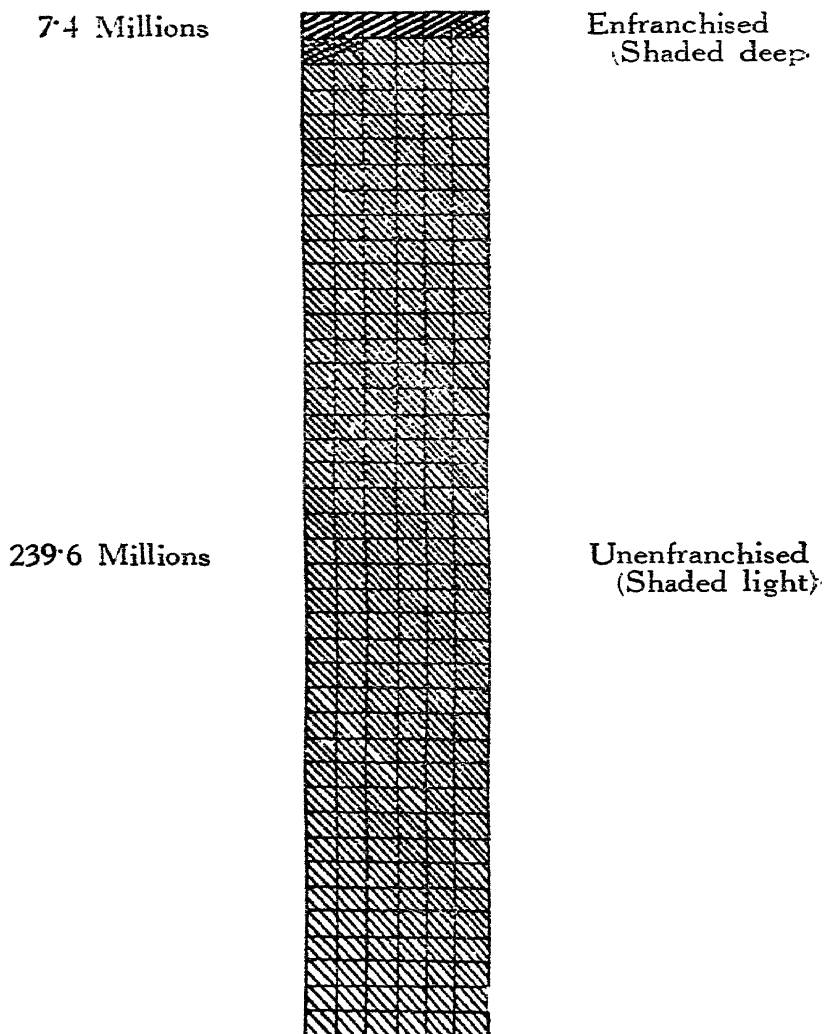 7·4 Millions
Enfranchised
(Shaded deep
239·6 Millions
Unenfranchised
(Shaded light)